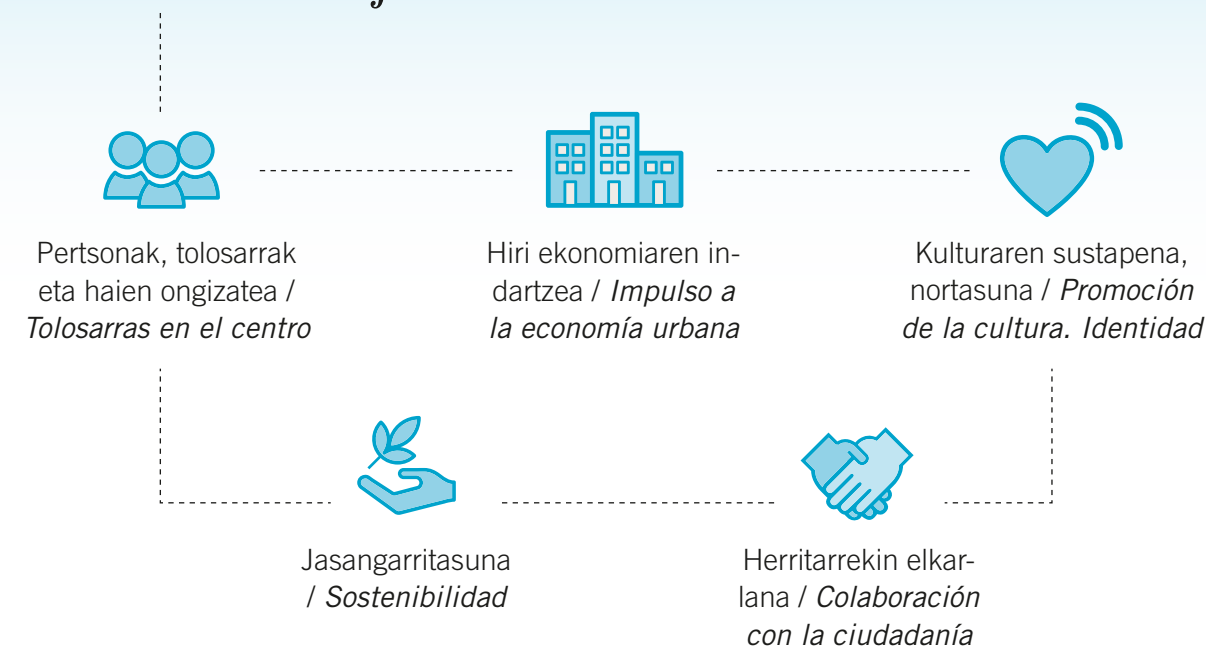 Pertsonak, tolosarrak
eta haien ongizatea /
Tolosarras en el centro
Hiri ekonomiaren in-
dartzea / Impulso a
la economía urbana
Kulturaren sustapena,
nortasuna / Promoción
de la cultura. Identidad
Jasangarritasuna
/ Sostenibilidad
Herritarrekin elkar-
lana / Colaboración
con la ciudadanía